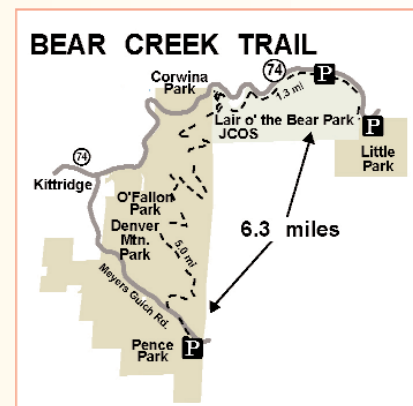 BEAR CREEK TRAIL
74
P
Corwina
Park
1.3 mi
Lair o' the Bear Park
JCOS
P
Little
Park
74
Kittridge
O'Fallon
Park
Denver
Mtn.
Park
6.3 miles
5.0 mi
Meyers Gulch Rd.
Pence
Park
P